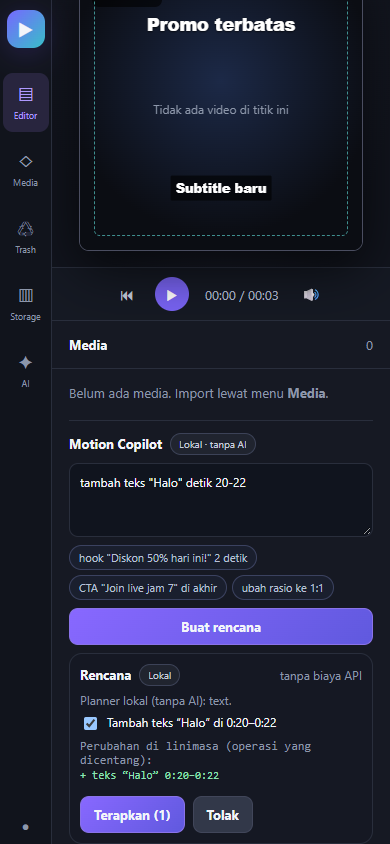 Promo terbatas
Editor
Tidak ada video di titik ini
Media
Subtitle baru
Trash
00:00 / 00:03
Storage
Media
0
AI
Belum ada media. Import lewat menu Media.
Motion Copilot
Lokal · tanpa AI
tambah teks "Halo" detik 20-22
hook "Diskon 50% hari ini!" 2 detik
CTA "Join live jam 7" di akhir
ubah rasio ke 1:1
Buat rencana
Rencana
Lokal
tanpa biaya API
Planner lokal (tanpa AI): text.
Tambah teks “Halo” di 0:20–0:22
Perubahan di linimasa (operasi yang
dicentang):
+ teks “Halo” 0:20–0:22
Terapkan (1)
Tolak